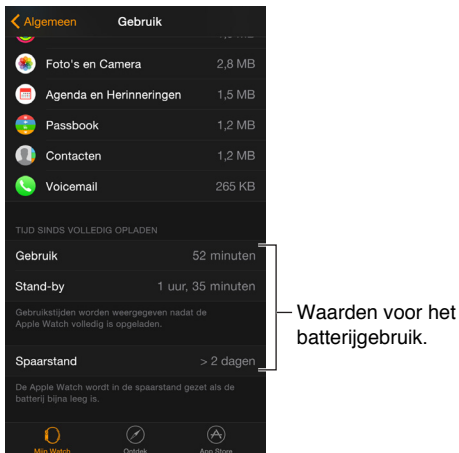 Algemeen Gebruik
Foto's en Camera 2,8 MB
Agenda en Herinneringen 1,5 MB
Passbook 1,2 MB
Contacten 1,2 MB
Voicemail 265 KB
TIJD SINDS VOLLEDIG OPLADEN
Gebruik 52 minuten
Stand-by 1 uur, 35 minuten
Gebruikstijden worden weergegeven nadat de
Apple Watch volledig is opgeladen.
Spaarstand > 2 dagen
De Apple Watch wordt in de spaarstand gezet als de
batterij bijna leeg is.
Mijn Watch Ontdek App Store
Waarden voor het
batterijgebruik.